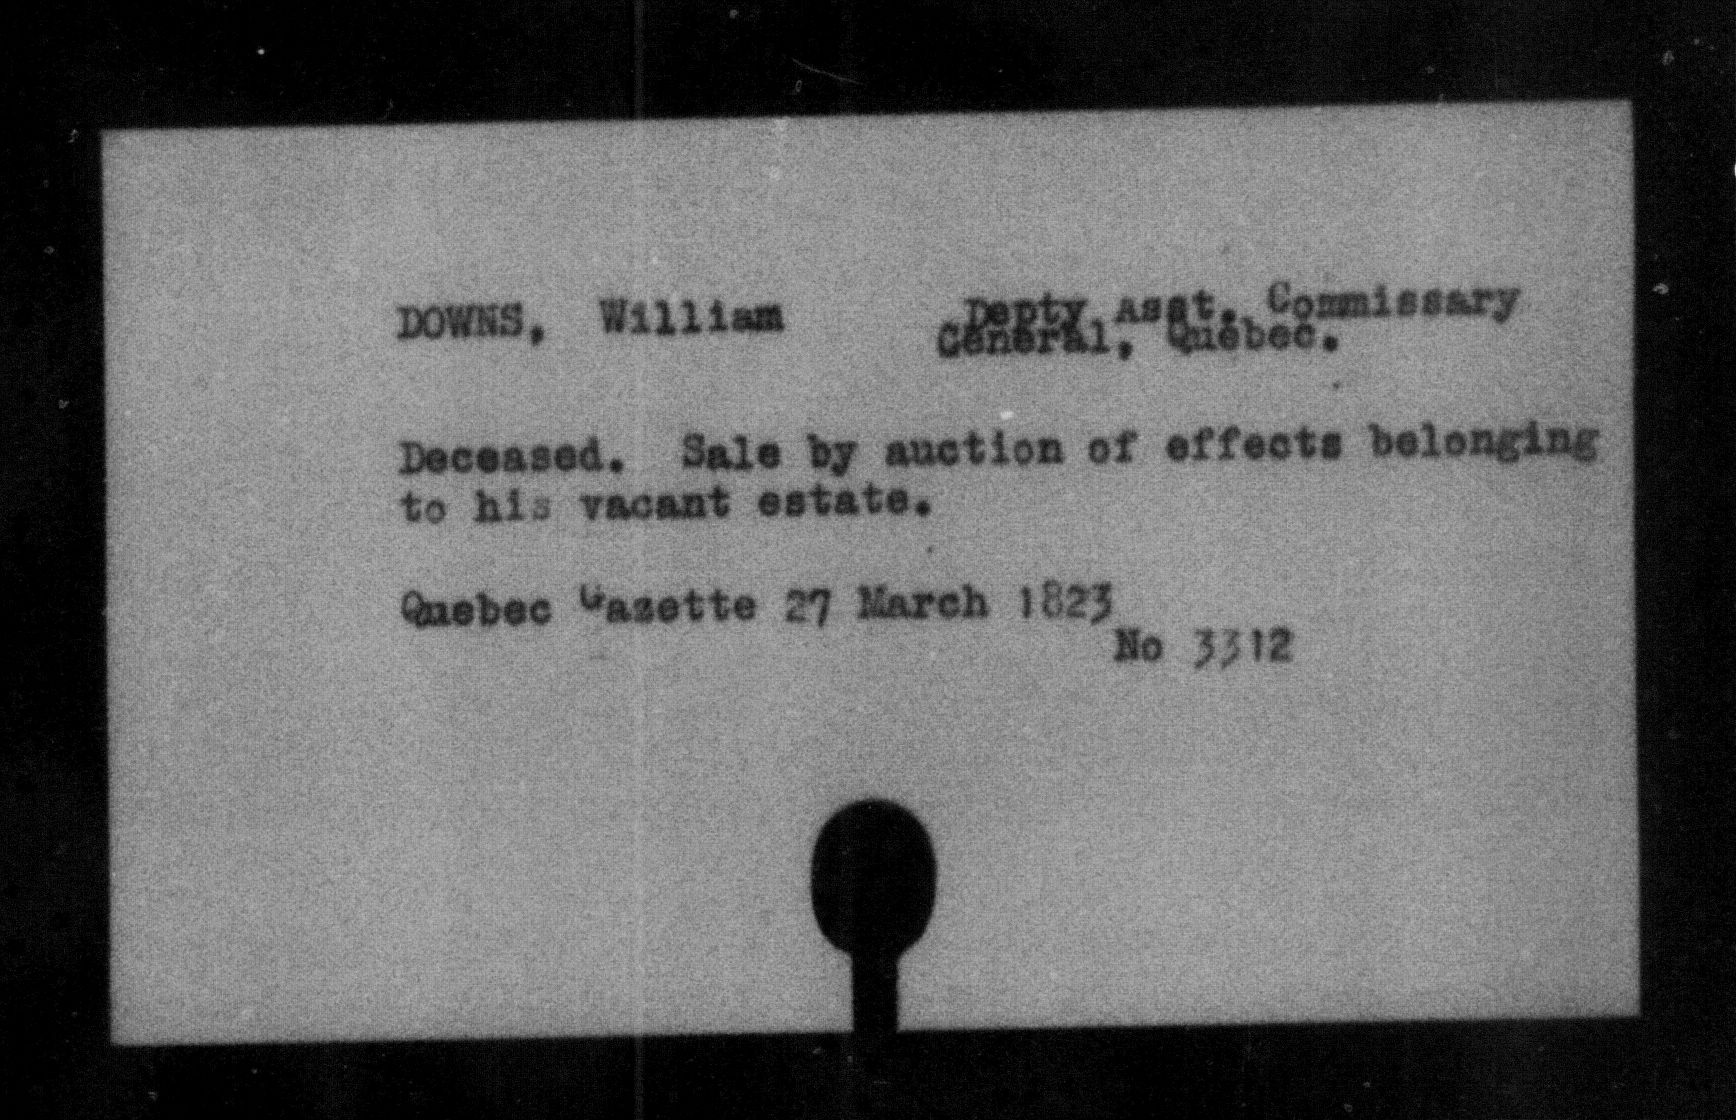 DOWNS, William Depty Asst. Commissary
General, Quebec.
Deceased. Sale by auction of effects belonging
to his vacant estate.
Quebec Gazette 27 March 1823
No 3312